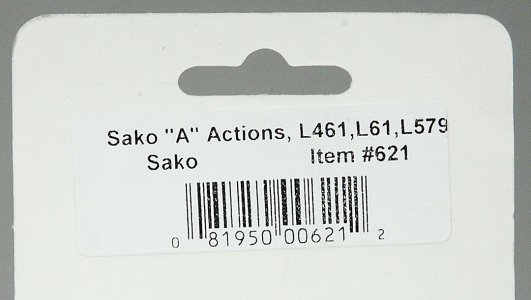 Sako "A" Actions, L461,L61,L579
Sako Item #621
0 81950 00621 2